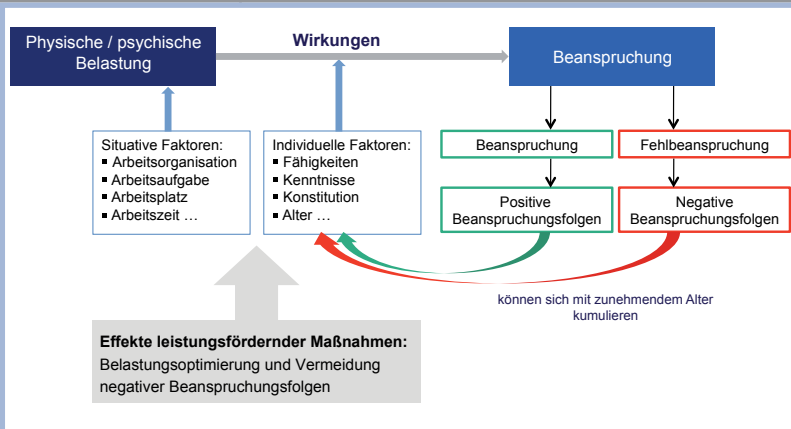 Physische / psychische
Belastung
Wirkungen
Beanspruchung
Situative Faktoren:
▪ Arbeitsorganisation
▪ Arbeitsaufgabe
▪ Arbeitsplatz
▪ Arbeitszeit …
Individuelle Faktoren:
▪ Fähigkeiten
▪ Kenntnisse
▪ Konstitution
▪ Alter …
Beanspruchung
Fehlbeanspruchung
Positive
Beanspruchungsfolgen
Negative
Beanspruchungsfolgen
können sich mit zunehmendem Alter
kumulieren
Effekte leistungsfördernder Maßnahmen:
Belastungsoptimierung und Vermeidung
negativer Beanspruchungsfolgen